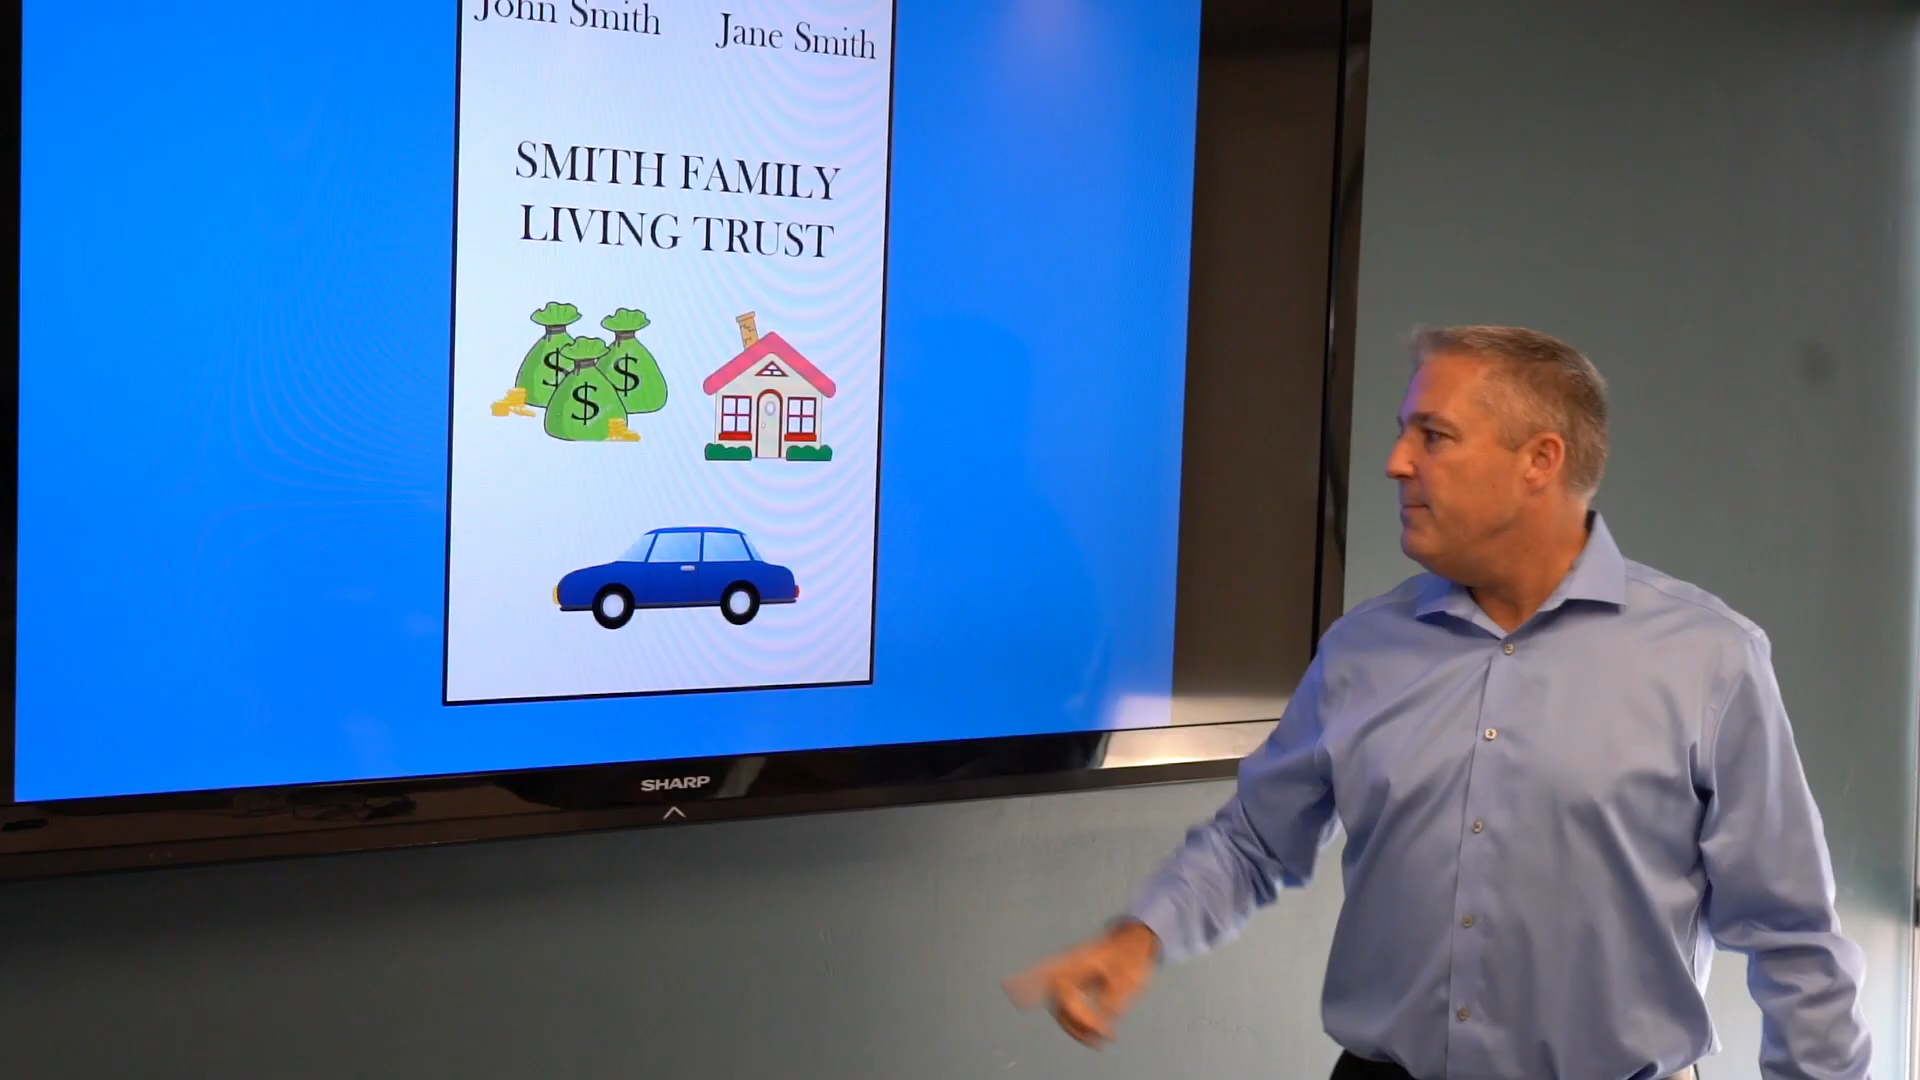 John Smith Jane Smith
SMITH FAMILY
LIVING TRUST
$ $
$
SHARP